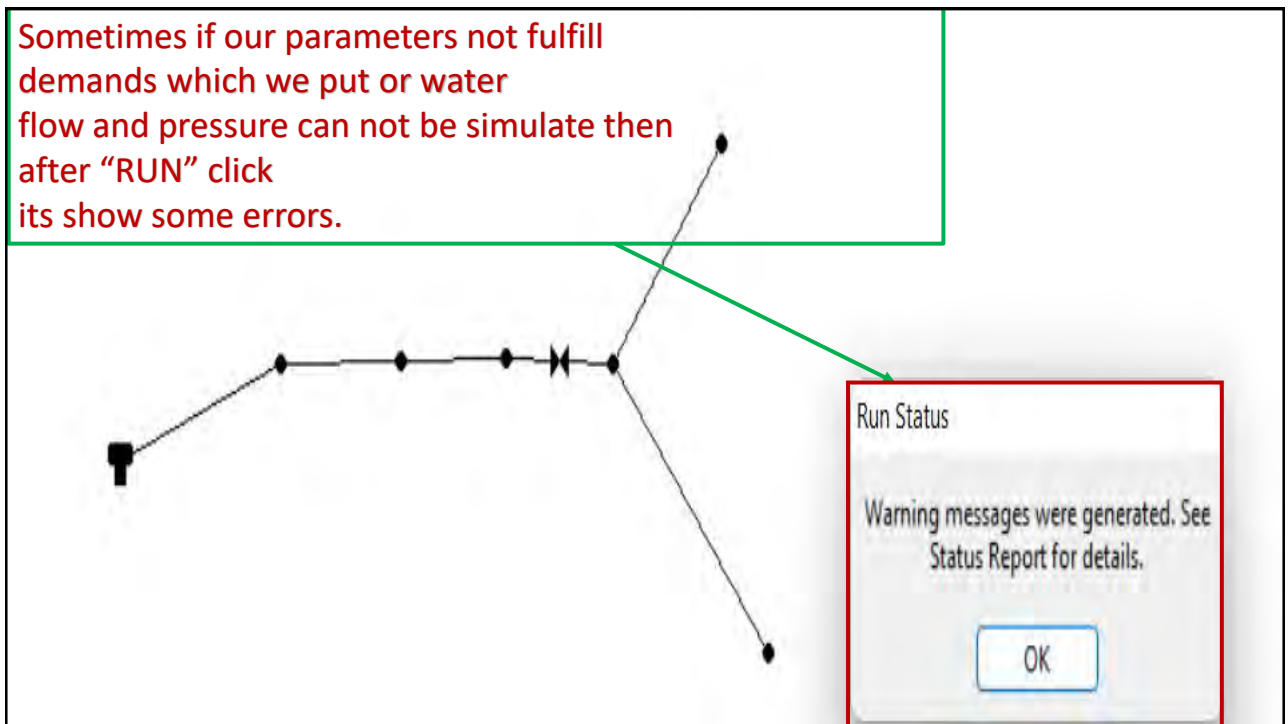 Sometimes if our parameters not fulfill
demands which we put or water
flow and pressure can not be simulate then
after “RUN” click
its show some errors.
Run Status
Warning messages were generated. See
Status Report for details.
OK